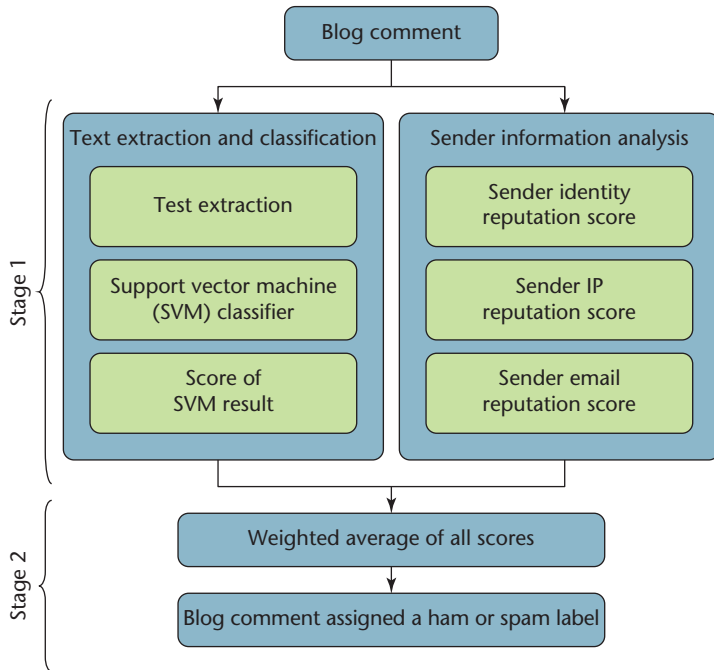 Blog comment
Stage 1
Text extraction and classification
Test extraction
Support vector machine
(SVM) classifier
Score of
SVM result
Sender information analysis
Sender identity
reputation score
Sender IP
reputation score
Sender email
reputation score
Stage 2
Weighted average of all scores
Blog comment assigned a ham or spam label